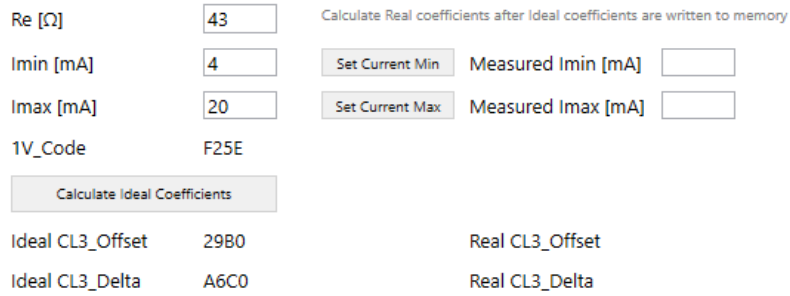 Re [Ω] 43 Calculate Real coefficients after Ideal coefficients are written to memory
Imin [mA] 4 Set Current Min Measured Imin [mA]
Imax [mA] 20 Set Current Max Measured Imax [mA]
1V_Code F25E
Calculate Ideal Coefficients
Ideal CL3_Offset 29B0 Real CL3_Offset
Ideal CL3_Delta A6C0 Real CL3_Delta